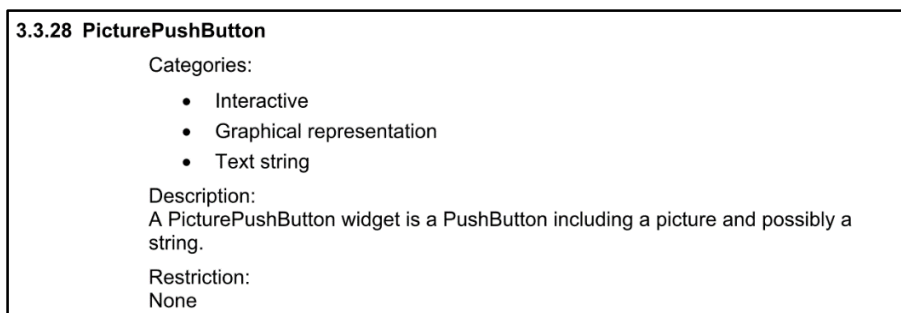 3.3.28 PicturePushButton
Categories:
• Interactive
• Graphical representation
• Text string
Description:
A PicturePushButton widget is a PushButton including a picture and possibly a
string.
Restriction:
None